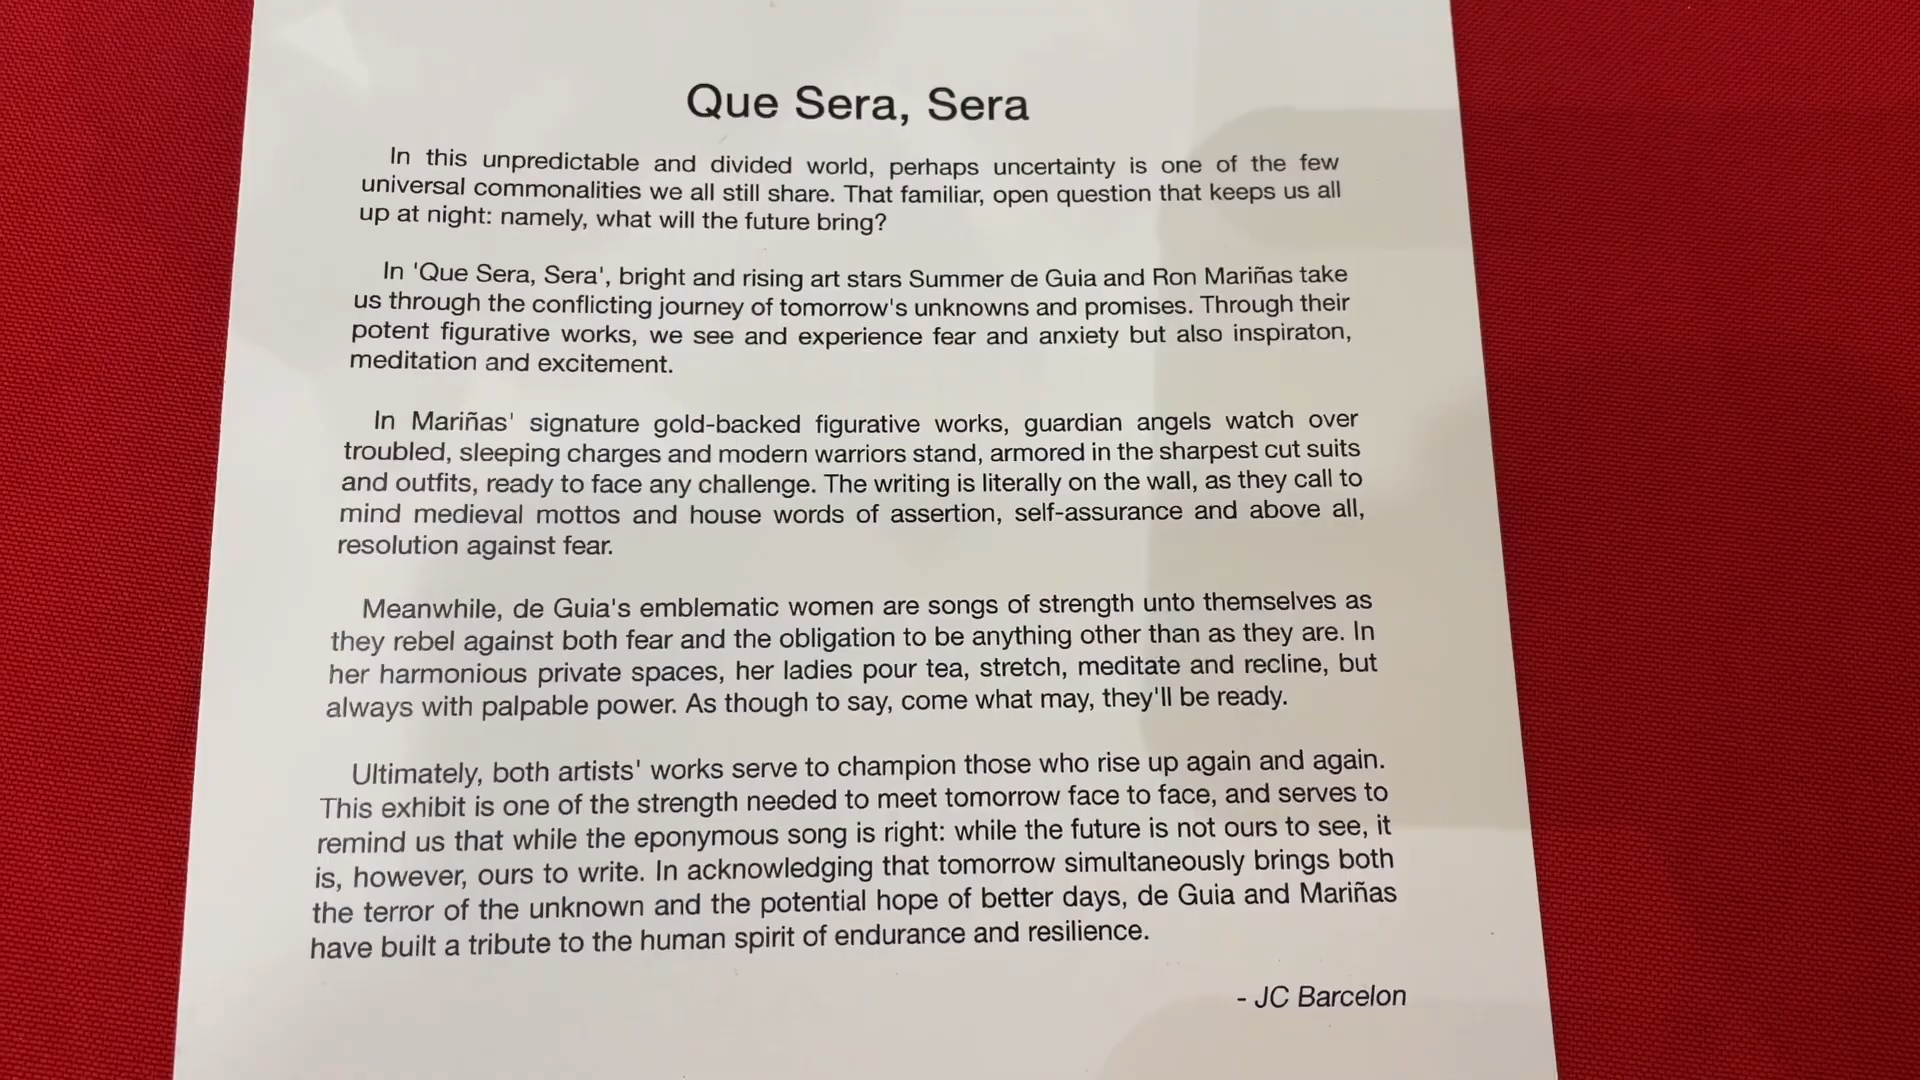 Que Sera, Sera
In this unpredictable and divided world, perhaps uncertainty is one of the few
universal commonalities we all still share. That familiar, open question that keeps us all
up at night: namely, what will the future bring?
In 'Que Sera, Sera', bright and rising art stars Summer de Guia and Ron Mariñas take
us through the conflicting journey of tomorrow's unknowns and promises. Through their
potent figurative works, we see and experience fear and anxiety but also inspiraton,
meditation and excitement.
In Mariñas' signature gold-backed figurative works, guardian angels watch over
troubled, sleeping charges and modern warriors stand, armored in the sharpest cut suits
and outfits, ready to face any challenge. The writing is literally on the wall, as they call to
mind medieval mottos and house words of assertion, self-assurance and above all,
resolution against fear.
Meanwhile, de Guia's emblematic women are songs of strength unto themselves as
they rebel against both fear and the obligation to be anything other than as they are. In
her harmonious private spaces, her ladies pour tea, stretch, meditate and recline, but
always with palpable power. As though to say, come what may, they'll be ready.
Ultimately, both artists' works serve to champion those who rise up again and again.
This exhibit is one of the strength needed to meet tomorrow face to face, and serves to
remind us that while the eponymous song is right: while the future is not ours to see, it
is, however, ours to write. In acknowledging that tomorrow simultaneously brings both
the terror of the unknown and the potential hope of better days, de Guia and Mariñas
have built a tribute to the human spirit of endurance and resilience.
- JC Barcelon